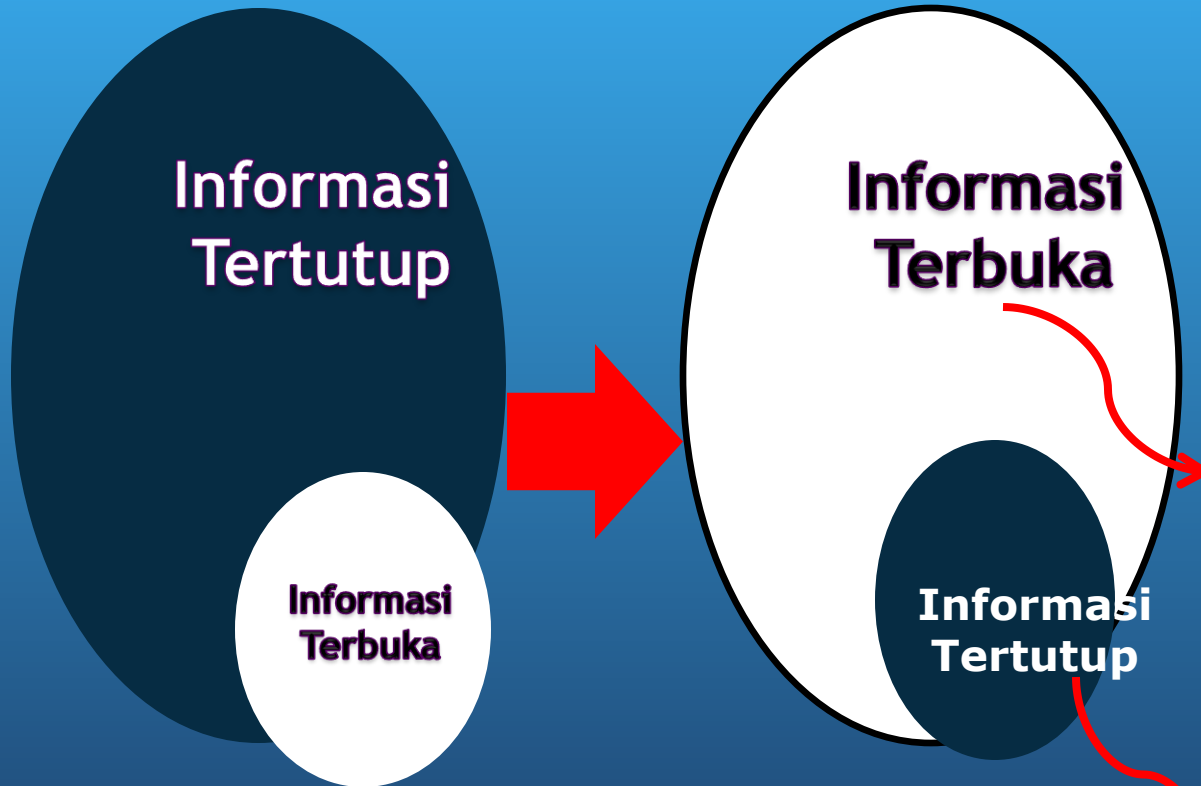 Informasi
Tertutup
Informasi
Terbuka
Informasi
Terbuka
Informasi
Tertutup